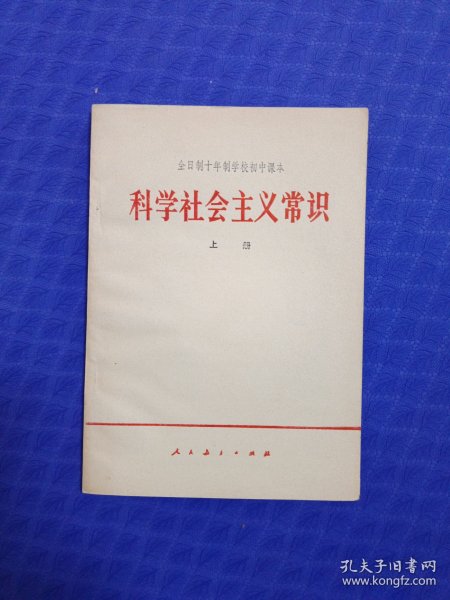 全日制十年制学校初中课本
科学社会主义常识
上 册
人民教育出版社
孔夫子旧书网
www.kongfz.com